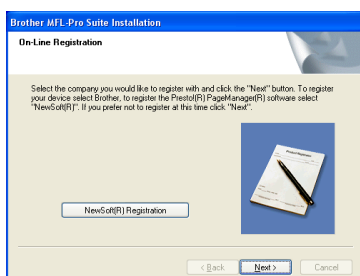 Brother MFL-Pro Suite Installation
On-Line Registration
Select the company you would like to register with and click the "Next" button. To register
your device select Brother, to register the Presto!(R) PageManager(R) software select
"NewSoft(R)". If you prefer not to register at this time click "Next".
Product Registration
NewSoft(R) Registration
< Back
Next >
Cancel